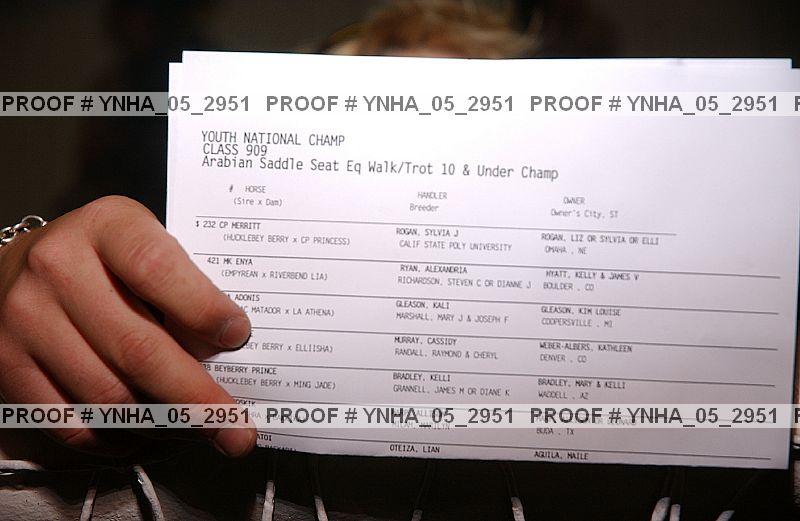 PROOF # YNHA_05_2951 PROOF # YNHA_05_2951 PROOF # YNHA_05_2951
YOUTH NATIONAL CHAMP
CLASS 909
Arabian Saddle Seat Eq Walk/Trot 10 & Under Champ
# HORSE HANDLER OWNER
(Sire x Dam) Breeder Owner's City, ST
$ 232 CP MERRITT ROGAN, SYLVIA J ROGAN, LIZ OR SYLVIA OR ELLI
(HUCKLEBEY BERRY x CP PRINCESS) CALIF STATE POLY UNIVERSITY OMAHA , NE
421 MK ENYA RYAN, ALEXANDRIA HYATT, KELLY & JAMES V
(EMPYREAN x RIVERBEND LIA) RICHARDSON, STEVEN C OR DIANNE J BOULDER , CO
ADONIS GLEASON, KALI GLEASON, KIM LOUISE
MATADOR x LA ATHENA) MARSHALL, MARY J & JOSEPH F COOPERSVILLE , MI
MURRAY, CASSIDY WEBER-ALBERS, KATHLEEN
BERRY x ELLIISHA) RANDALL, RAYMOND & CHERYL DENVER , CO
BEYBERRY PRINCE BRADLEY, KELLI BRADLEY, MARY & KELLI
(HUCKLEBEY BERRY x MING JADE) GRANNELL, JAMES M OR DIANE K WADDELL , AZ
PROOF # YNHA_05_2951 PROOF # YNHA_05_2951 PROOF # YNHA_05_2951
BUDA , TX
OTEIZA, LIAN AGUILA, MAILE